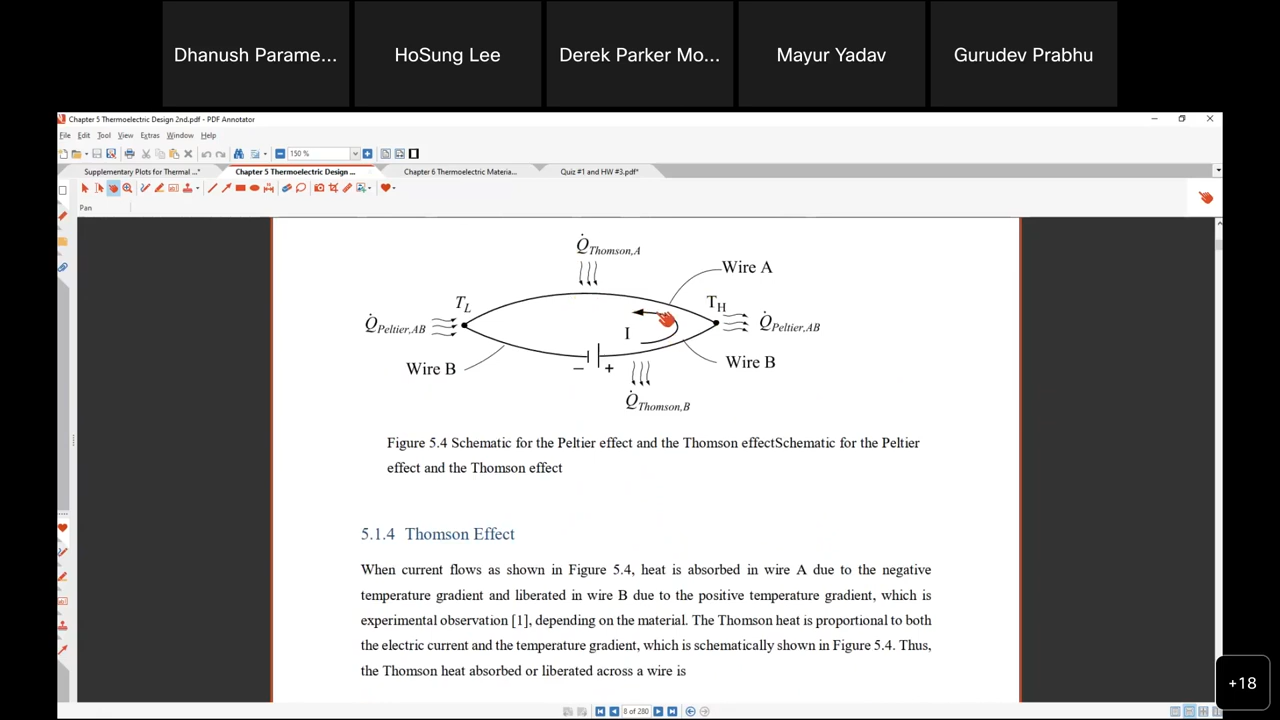 Dhanush Parame...
HoSung Lee
Derek Parker Mo...
Mayur Yadav
Gurudev Prabhu
Chapter 5 Thermoelectric Design 2nd.pdf - PDF Annotator
File Edit Tool View Extras Window Help
150 %
Supplementary Plots for Thermal ...*
Chapter 5 Thermoelectric Design ...
Chapter 6 Thermoelectric Materia...
Quiz #1 and HW #3.pdf*
Pan
Q̇Thomson,A
Wire A
TL
TH
Q̇Peltier,AB
Q̇Peltier,AB
I
Wire B
Wire B
− +
Q̇Thomson,B
Figure 5.4 Schematic for the Peltier effect and the Thomson effectSchematic for the Peltier
effect and the Thomson effect
5.1.4 Thomson Effect
When current flows as shown in Figure 5.4, heat is absorbed in wire A due to the negative
temperature gradient and liberated in wire B due to the positive temperature gradient, which is
experimental observation [1], depending on the material. The Thomson heat is proportional to both
the electric current and the temperature gradient, which is schematically shown in Figure 5.4. Thus,
the Thomson heat absorbed or liberated across a wire is
8 of 280
+18